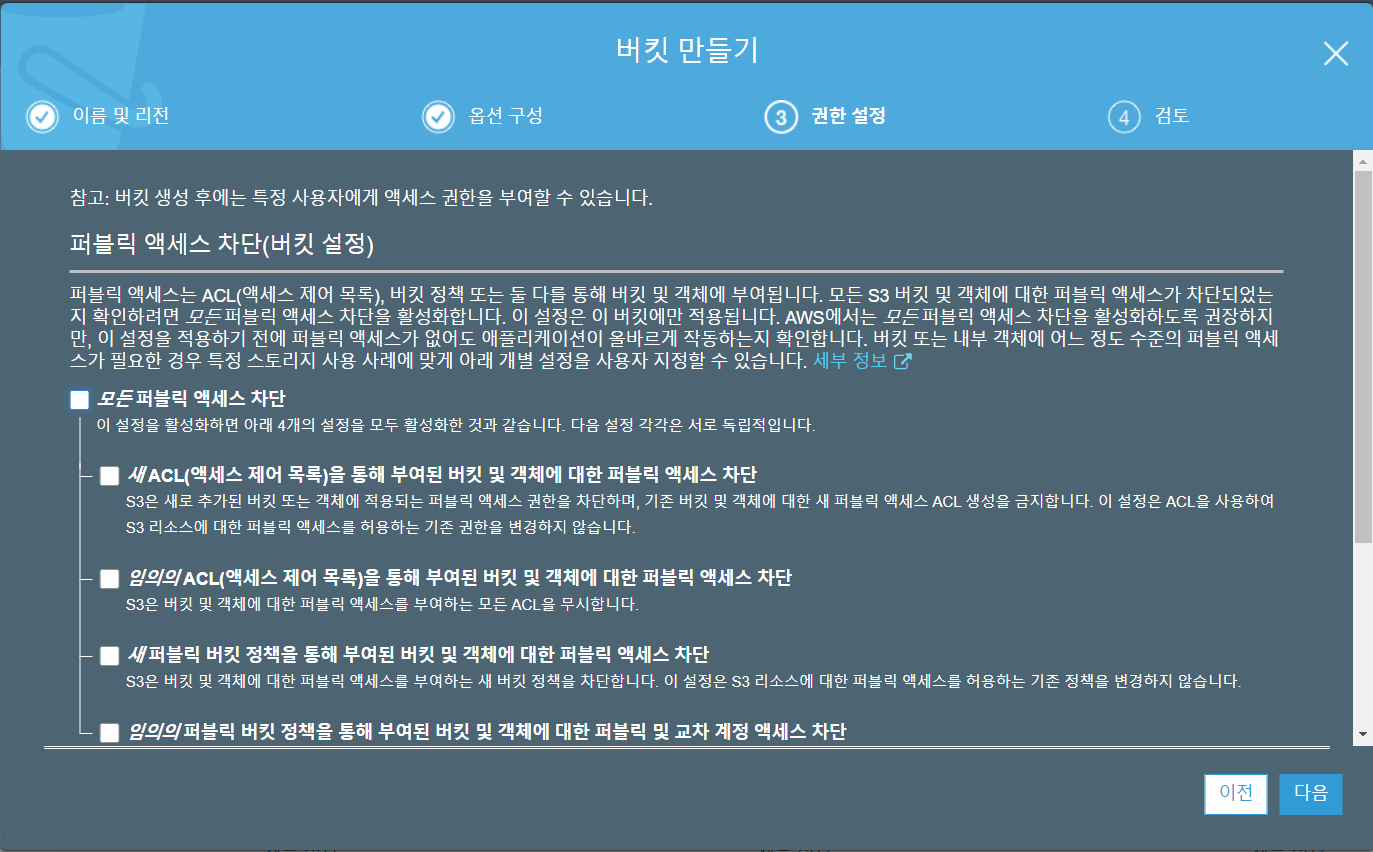 버킷 만들기
이름 및 리전
옵션 구성
3 권한 설정
4 검토
참고: 버킷 생성 후에는 특정 사용자에게 액세스 권한을 부여할 수 있습니다.
퍼블릭 액세스 차단(버킷 설정)
퍼블릭 액세스는 ACL(액세스 제어 목록), 버킷 정책 또는 둘 다를 통해 버킷 및 객체에 부여됩니다. 모든 S3 버킷 및 객체에 대한 퍼블릭 액세스가 차단되었는
지 확인하려면 모든 퍼블릭 액세스 차단을 활성화합니다. 이 설정은 이 버킷에만 적용됩니다. AWS에서는 모든 퍼블릭 액세스 차단을 활성화하도록 권장하지
만, 이 설정을 적용하기 전에 퍼블릭 액세스가 없어도 애플리케이션이 올바르게 작동하는지 확인합니다. 버킷 또는 내부 객체에 어느 정도 수준의 퍼블릭 액세
스가 필요한 경우 특정 스토리지 사용 사례에 맞게 아래 개별 설정을 사용자 지정할 수 있습니다. 세부 정보
모든 퍼블릭 액세스 차단
이 설정을 활성화하면 아래 4개의 설정을 모두 활성화한 것과 같습니다. 다음 설정 각각은 서로 독립적입니다.
새 ACL(액세스 제어 목록)을 통해 부여된 버킷 및 객체에 대한 퍼블릭 액세스 차단
S3은 새로 추가된 버킷 또는 객체에 적용되는 퍼블릭 액세스 권한을 차단하며, 기존 버킷 및 객체에 대한 새 퍼블릭 액세스 ACL 생성을 금지합니다. 이 설정은 ACL을 사용하여
S3 리소스에 대한 퍼블릭 액세스를 허용하는 기존 권한을 변경하지 않습니다.
임의의 ACL(액세스 제어 목록)을 통해 부여된 버킷 및 객체에 대한 퍼블릭 액세스 차단
S3은 버킷 및 객체에 대한 퍼블릭 액세스를 부여하는 모든 ACL을 무시합니다.
새 퍼블릭 버킷 정책을 통해 부여된 버킷 및 객체에 대한 퍼블릭 액세스 차단
S3은 버킷 및 객체에 대한 퍼블릭 액세스를 부여하는 새 버킷 정책을 차단합니다. 이 설정은 S3 리소스에 대한 퍼블릭 액세스를 허용하는 기존 정책을 변경하지 않습니다.
임의의 퍼블릭 버킷 정책을 통해 부여된 버킷 및 객체에 대한 퍼블릭 및 교차 계정 액세스 차단
이전
다음